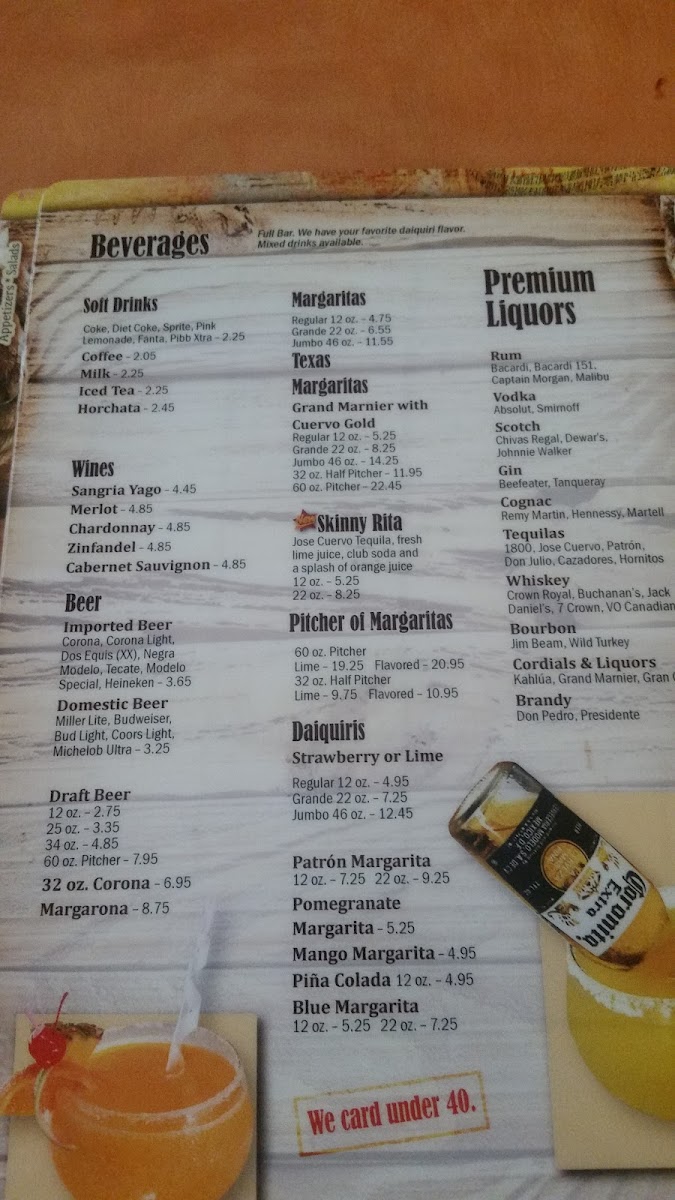 Appetizers • Salads
Beverages
Full Bar. We have your favorite daiquiri flavor.
Mixed drinks available.
Soft Drinks
Coke, Diet Coke, Sprite, Pink
Lemonade, Fanta, Pibb Xtra – 2.25
Coffee – 2.05
Milk – 2.25
Iced Tea – 2.25
Horchata – 2.45
Wines
Sangria Yago – 4.45
Merlot – 4.85
Chardonnay – 4.85
Zinfandel – 4.85
Cabernet Sauvignon – 4.85
Beer
Imported Beer
Corona, Corona Light,
Dos Equis (XX), Negra
Modelo, Tecate, Modelo
Special, Heineken – 3.65
Domestic Beer
Miller Lite, Budweiser,
Bud Light, Coors Light,
Michelob Ultra – 3.25
Draft Beer
12 oz. – 2.75
25 oz. – 3.35
34 oz. – 4.85
60 oz. Pitcher – 7.95
32 oz. Corona – 6.95
Margarona – 8.75
Margaritas
Regular 12 oz. – 4.75
Grande 22 oz. – 6.55
Jumbo 46 oz. – 11.55
Texas
Margaritas
Grand Marnier with
Cuervo Gold
Regular 12 oz. – 5.25
Grande 22 oz. – 8.25
Jumbo 46 oz. – 14.25
32 oz. Half Pitcher – 11.95
60 oz. Pitcher – 22.45
Skinny Rita
Jose Cuervo Tequila, fresh
lime juice, club soda and
a splash of orange juice
12 oz. – 5.25
22 oz. – 8.25
Pitcher of Margaritas
60 oz. Pitcher
Lime – 19.25 Flavored – 20.95
32 oz. Half Pitcher
Lime – 9.75 Flavored – 10.95
Daiquiris
Strawberry or Lime
Regular 12 oz. – 4.95
Grande 22 oz. – 7.25
Jumbo 46 oz. – 12.45
Patrón Margarita
12 oz. – 7.25 22 oz. – 9.25
Pomegranate
Margarita – 5.25
Mango Margarita – 4.95
Piña Colada 12 oz. – 4.95
Blue Margarita
12 oz. – 5.25 22 oz. – 7.25
We card under 40.
Premium
Liquors
Rum
Bacardi, Bacardi 151,
Captain Morgan, Malibu
Vodka
Absolut, Smirnoff
Scotch
Chivas Regal, Dewar's,
Johnnie Walker
Gin
Beefeater, Tanqueray
Cognac
Remy Martin, Hennessy, Martell
Tequilas
1800, Jose Cuervo, Patrón,
Don Julio, Cazadores, Hornitos
Whiskey
Crown Royal, Buchanan's, Jack
Daniel's, 7 Crown, VO Canadian
Bourbon
Jim Beam, Wild Turkey
Cordials & Liquors
Kahlúa, Grand Marnier, Gran
Brandy
Don Pedro, Presidente
Coronita
Extra